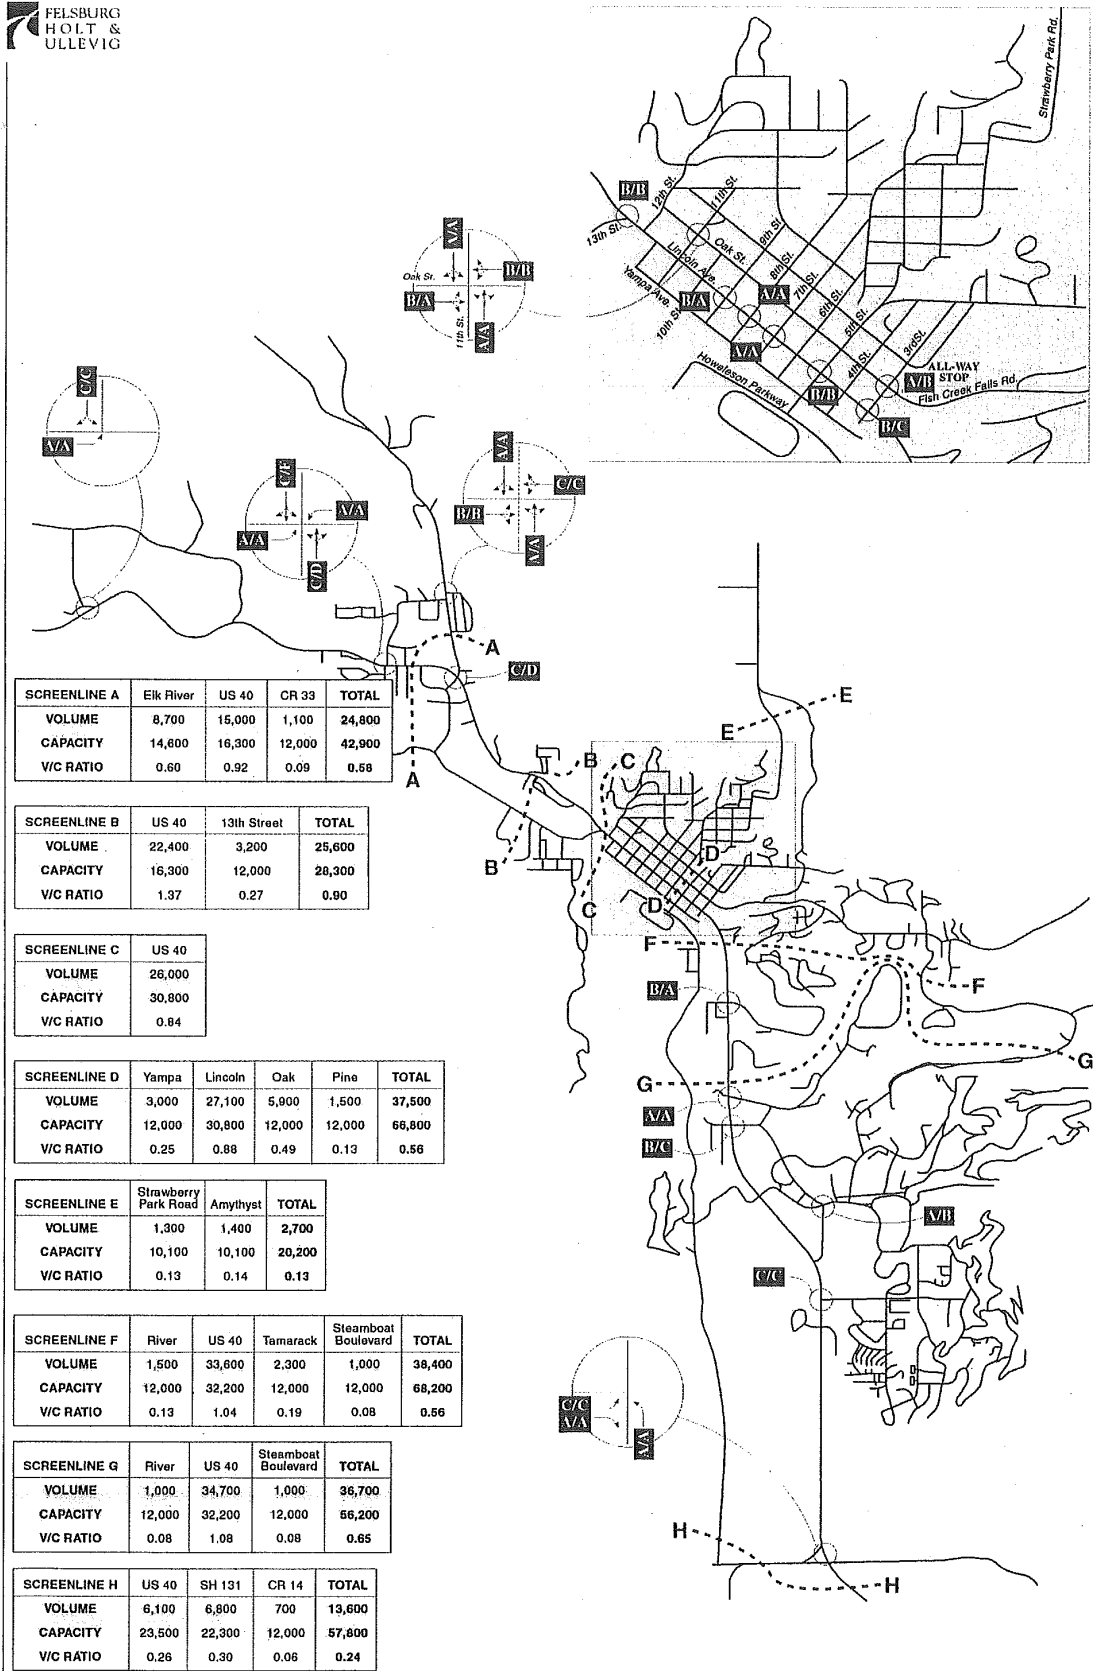 FELSBURG
HOLT &
ULLEVIG
Strawberry Park Rd.
B/B
12th St.
11th St.
13th St.
9th St.
Oak St.
8th St.
Lincoln Ave.
7th St.
Yampa Ave.
B/A
A/A
6th St.
10th St.
5th St.
A/A
3rd St.
4th St.
ALL-WAY
STOP
A/B
Howeleson Parkway
Fish Creek Falls Rd.
B/B
B/C
A/A
Oak St.
B/B
B/A
11th St.
A/A
C/C
A/A
C/F
A/A
A/A
C/D
A/A
C/C
B/B
A/A
A
C/D
A
E
E
B
C
B
D
C
D
F
F
B/A
G
G
A/A
B/C
A/B
C/C
C/C
A/A
A/A
H
H
SCREENLINE A Elk River US 40 CR 33 TOTAL
VOLUME 8,700 15,000 1,100 24,800
CAPACITY 14,600 16,300 12,000 42,900
V/C RATIO 0.60 0.92 0.09 0.58
SCREENLINE B US 40 13th Street TOTAL
VOLUME 22,400 3,200 25,600
CAPACITY 16,300 12,000 28,300
V/C RATIO 1.37 0.27 0.90
SCREENLINE C US 40
VOLUME 26,000
CAPACITY 30,800
V/C RATIO 0.84
SCREENLINE D Yampa Lincoln Oak Pine TOTAL
VOLUME 3,000 27,100 5,900 1,500 37,500
CAPACITY 12,000 30,800 12,000 12,000 66,800
V/C RATIO 0.25 0.88 0.49 0.13 0.56
SCREENLINE E Strawberry Park Road Amythyst TOTAL
VOLUME 1,300 1,400 2,700
CAPACITY 10,100 10,100 20,200
V/C RATIO 0.13 0.14 0.13
SCREENLINE F River US 40 Tamarack Steamboat Boulevard TOTAL
VOLUME 1,500 33,600 2,300 1,000 38,400
CAPACITY 12,000 32,200 12,000 12,000 68,200
V/C RATIO 0.13 1.04 0.19 0.08 0.56
SCREENLINE G River US 40 Steamboat Boulevard TOTAL
VOLUME 1,000 34,700 1,000 36,700
CAPACITY 12,000 32,200 12,000 56,200
V/C RATIO 0.08 1.08 0.08 0.65
SCREENLINE H US 40 SH 131 CR 14 TOTAL
VOLUME 6,100 6,800 700 13,600
CAPACITY 23,500 22,300 12,000 57,800
V/C RATIO 0.26 0.30 0.06 0.24